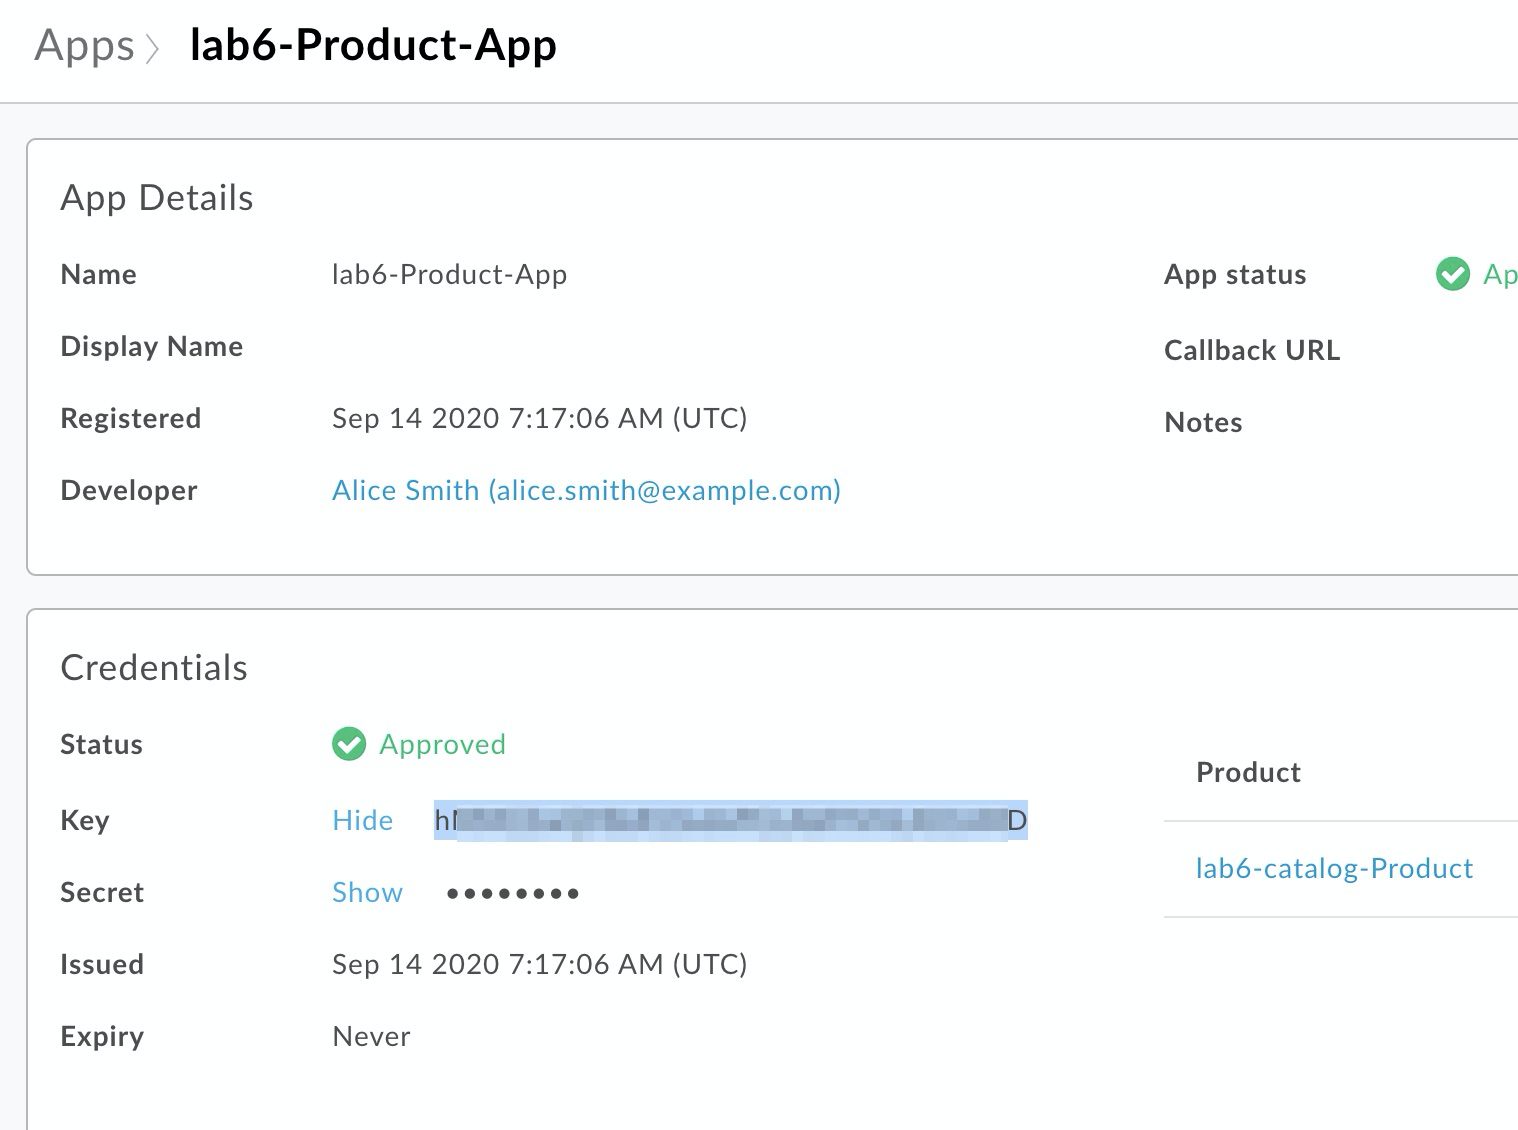 Apps lab6-Product-App
App Details
Name lab6-Product-App
App status
Display Name
Callback URL
Registered Sep 14 2020 7:17:06 AM (UTC)
Notes
Developer Alice Smith (alice.smith@example.com)
Credentials
Status Approved
Product
Key Hide
lab6-catalog-Product
Secret Show ••••••••
Issued Sep 14 2020 7:17:06 AM (UTC)
Expiry Never